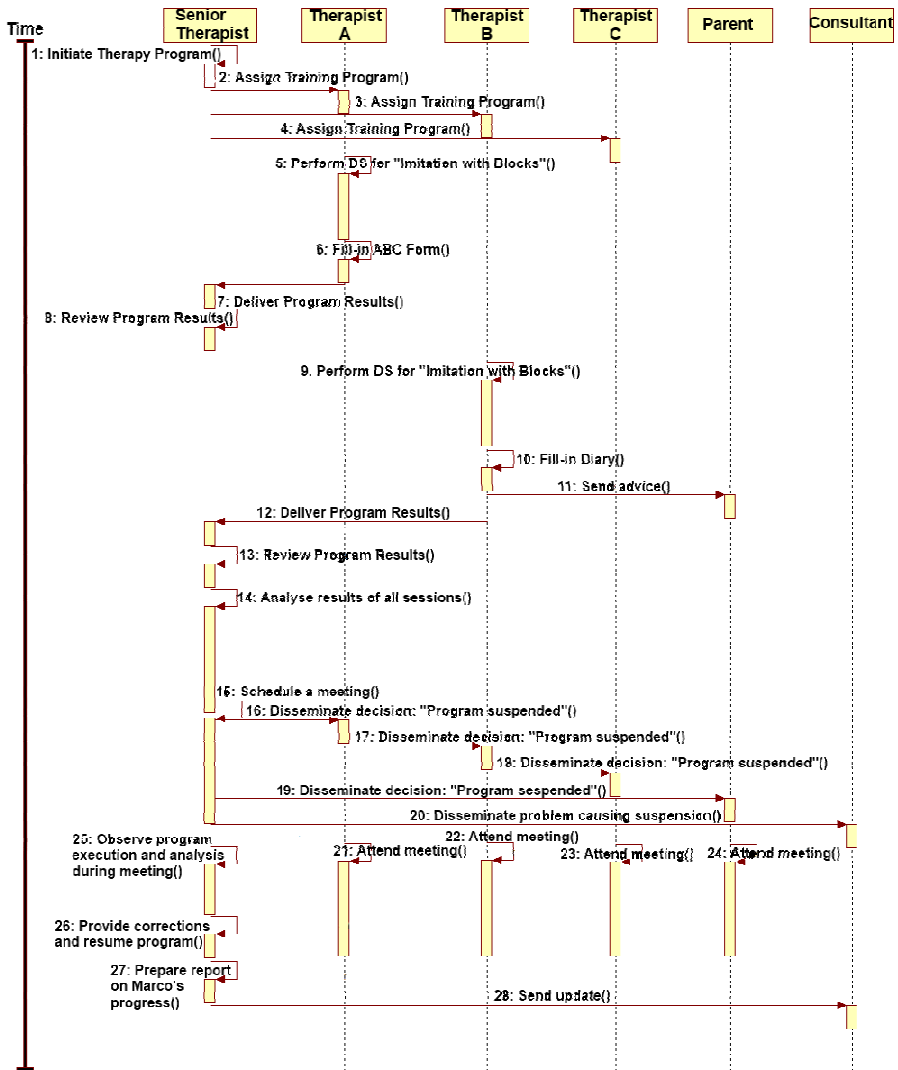 Time
Senior
Therapist
Therapist
A
Therapist
B
Therapist
C
Parent
Consultant
1: Initiate Therapy Program()
2: Assign Training Program()
3: Assign Training Program()
4: Assign Training Program()
5: Perform DS for "Imitation with Blocks"()
6: Fill-in ABC Form()
7: Deliver Program Results()
8: Review Program Results()
9. Perform DS for "Imitation with Blocks"()
10: Fill-in Diary()
11: Send advice()
12: Deliver Program Results()
13: Review Program Results()
14: Analyse results of all sessions()
15: Schedule a meeting()
16: Disseminate decision: "Program suspended"()
17: Disseminate decision: "Program suspended"()
18: Disseminate decision: "Program suspended"()
19: Disseminate decision: "Program sespended"()
20: Disseminate problem causing suspension()
25: Observe program
execution and analysis
during meeting()
21: Attend meeting()
22: Attend meeting()
23: Attend meeting()
24: Attend meeting()
26: Provide corrections
and resume program()
27: Prepare report
on Marco's
progress()
28: Send update()